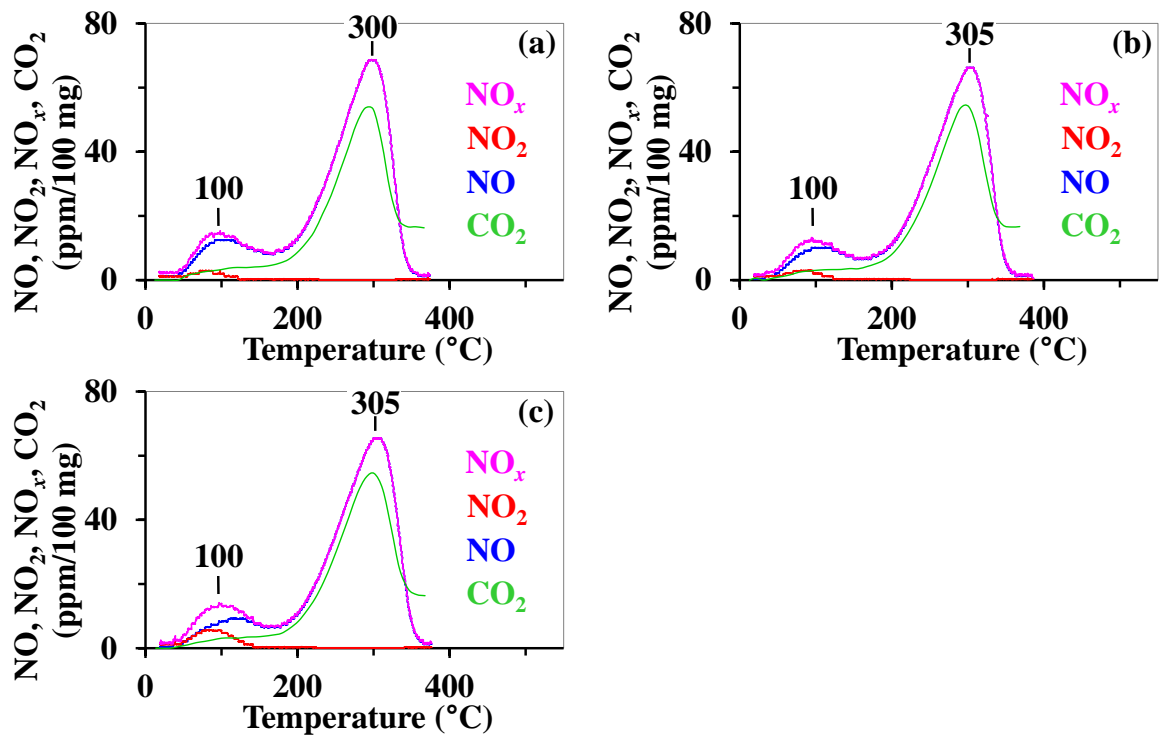 NO, NO2, NOx, CO2
(ppm/100 mg)
80
40
0
300
(a)
100
NOx
NO2
NO
CO2
0
200
400
Temperature (°C)
NO, NO2, NOx, CO2
(ppm/100 mg)
80
40
0
305
(b)
100
NOx
NO2
NO
CO2
0
200
400
Temperature (°C)
NO, NO2, NOx, CO2
(ppm/100 mg)
80
40
0
305
(c)
100
NOx
NO2
NO
CO2
0
200
400
Temperature (°C)